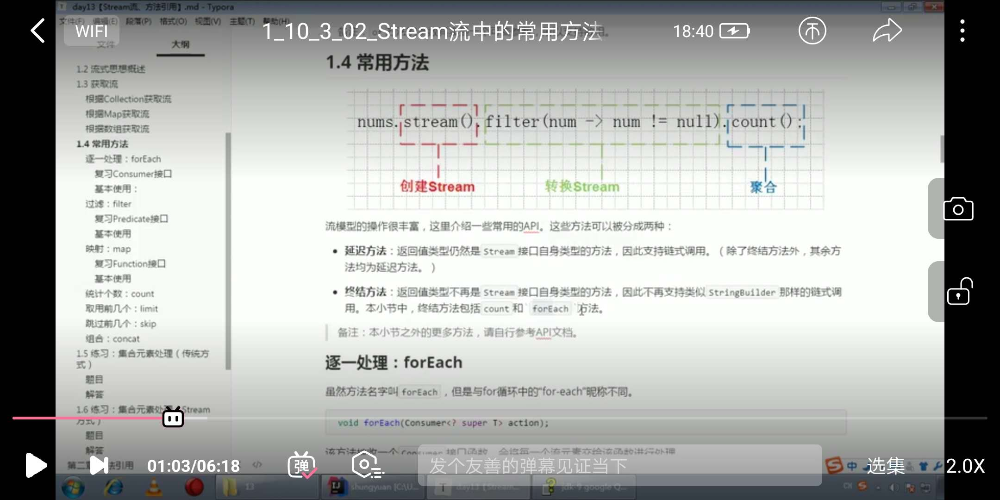 day13【Stream流、方法引用】.md - Typora
文件(F) 编辑(E) 段落(P) 格式(O) 视图(V) 主题(T) 帮助(H)
WIFI
1_10_3_02_Stream流中的常用方法
18:40
文件
大纲
1.2 流式思想概述
1.3 获取流
根据Collection获取流
根据Map获取流
根据数组获取流
1.4 常用方法
逐一处理：forEach
复习Consumer接口
基本使用：
过滤：filter
复习Predicate接口
基本使用
映射：map
复习Function接口
基本使用
统计个数：count
取用前几个：limit
跳过前几个：skip
组合：concat
1.5 练习：集合元素处理（传统方
式）
题目
解答
1.6 练习：集合元素处理 Stream
方式）
题目
解答
1.4 常用方法
nums.stream().filter(num -> num != null).count();
创建Stream
转换Stream
聚合
流模型的操作很丰富，这里介绍一些常用的API。这些方法可以被分成两种：
• 延迟方法：返回值类型仍然是 Stream 接口自身类型的方法，因此支持链式调用。（除了终结方法外，其余方
法均为延迟方法。）
• 终结方法：返回值类型不再是 Stream 接口自身类型的方法，因此不再支持类似 StringBuilder 那样的链式调
用。本小节中，终结方法包括 count 和` forEach `方法。
备注：本小节之外的更多方法，请自行参考API文档。
逐一处理：forEach
虽然方法名字叫 forEach ，但是与for循环中的“for-each”昵称不同。
void forEach(Consumer<? super T> action);
该方法接收一个 Consumer 接口函数，会将每一个流元素交给该函数进行处理
01:03/06:18
弹
发个友善的弹幕见证当下
中
选集
2.0X
13
shungyuan [C:\U...
day13【Stream...
jdk-9 google Q...
CH